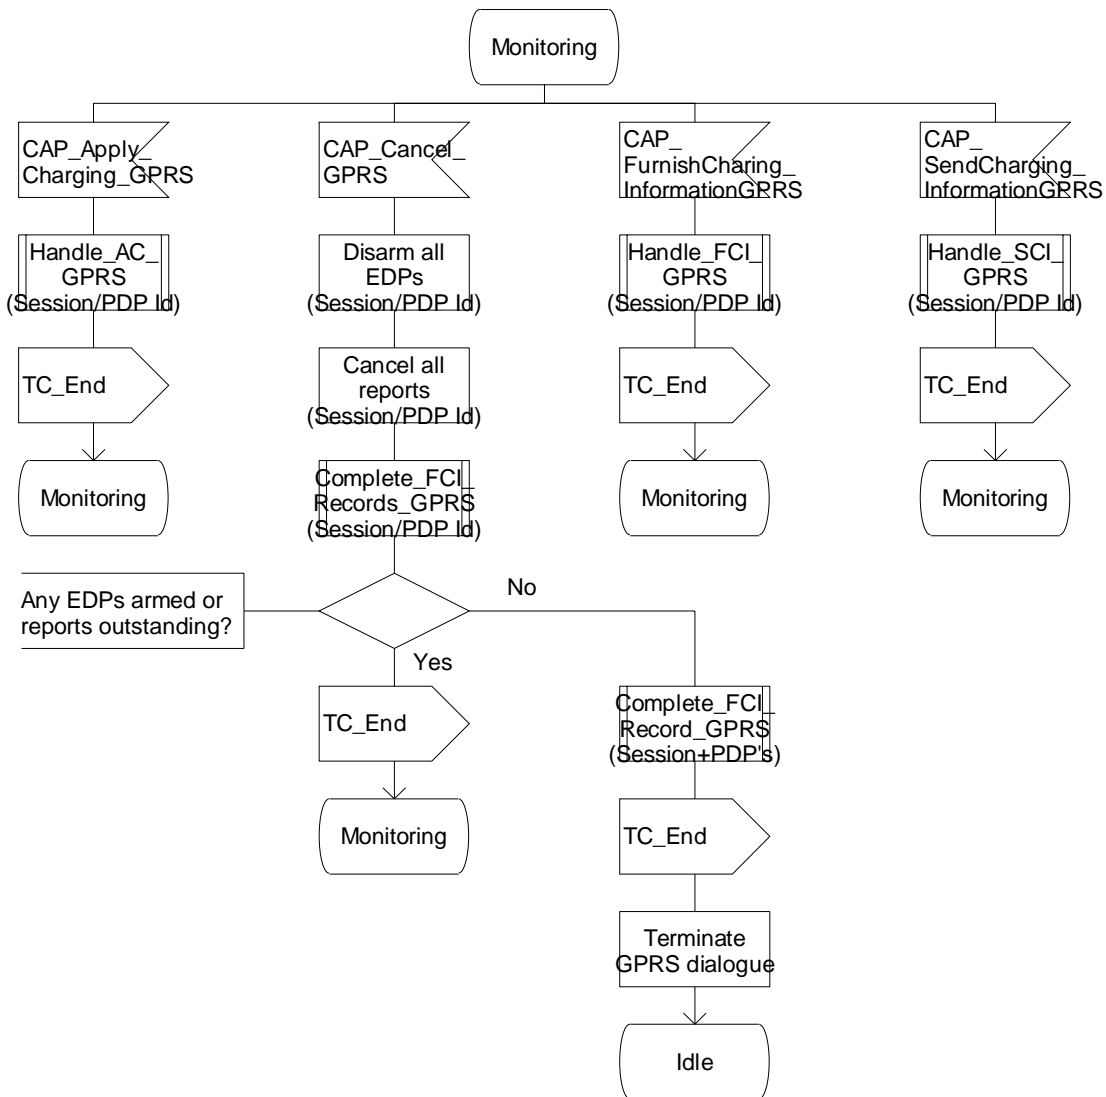 Monitoring
CAP_Apply_
Charging_GPRS
CAP_Cancel_
GPRS
CAP_
FurnishCharing_
InformationGPRS
CAP_
SendCharging_
InformationGPRS
Handle_AC_
GPRS
(Session/PDP Id)
Disarm all
EDPs
(Session/PDP Id)
Handle_FCI_
GPRS
(Session/PDP Id)
Handle_SCI_
GPRS
(Session/PDP Id)
TC_End
Cancel all
reports
(Session/PDP Id)
TC_End
TC_End
Monitoring
Complete_FCI_
Records_GPRS
(Session/PDP Id)
Monitoring
Monitoring
Any EDPs armed or
reports outstanding?
No
Yes
TC_End
Complete_FCI_
Record_GPRS
(Session+PDP's)
Monitoring
TC_End
Terminate
GPRS dialogue
Idle